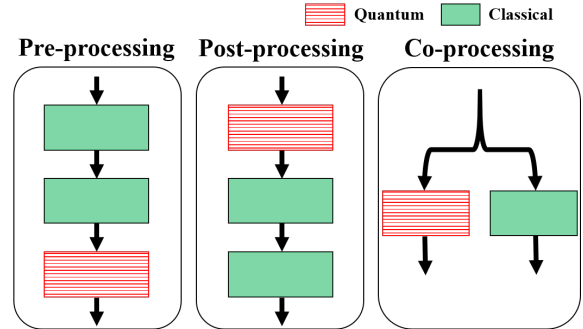 Quantum
Classical
Pre-processing
Post-processing
Co-processing